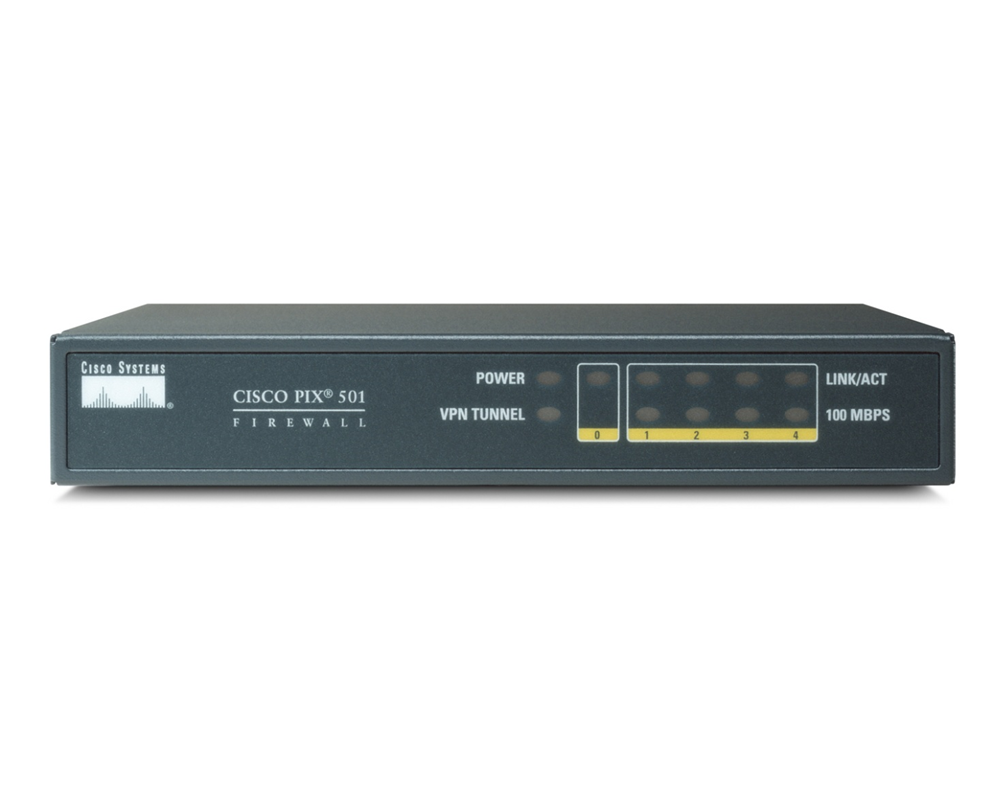 CISCO SYSTEMS
®
CISCO PIX® 501
FIREWALL
POWER
VPN TUNNEL
LINK/ACT
100 MBPS
0 1 2 3 4